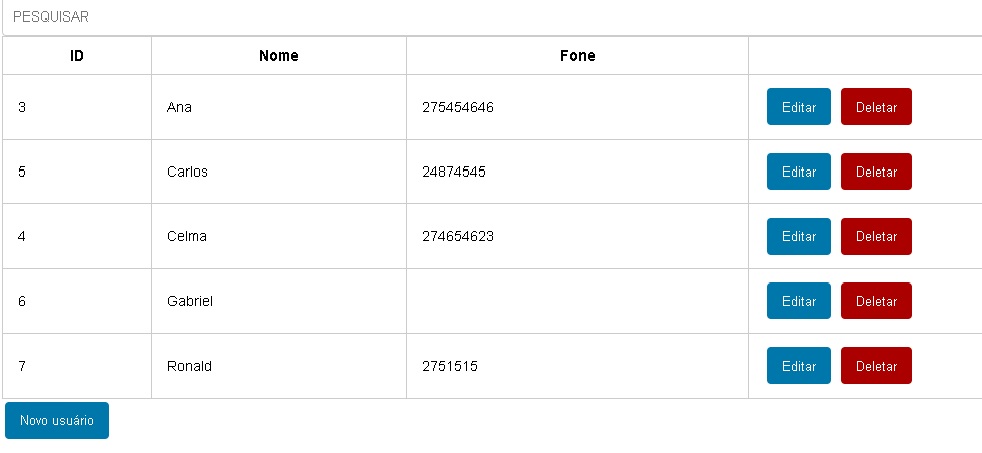 PESQUISAR
ID Nome Fone
3 Ana 275454646 Editar Deletar
5 Carlos 24874545 Editar Deletar
4 Celma 274654623 Editar Deletar
6 Gabriel Editar Deletar
7 Ronald 2751515 Editar Deletar
Novo usuário